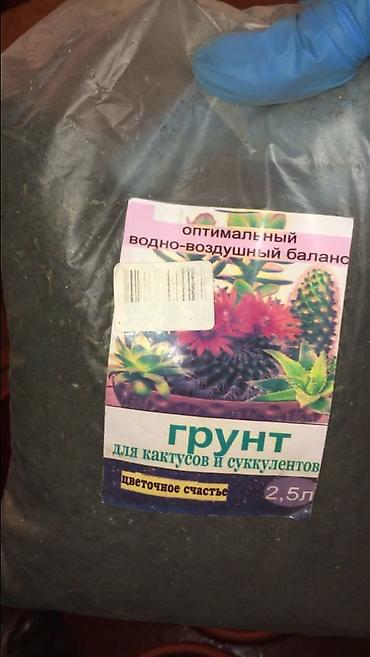 оптимальный
водно-воздушный баланс
грунт
для кактусов и суккулентов
цветочное счастье
2,5л